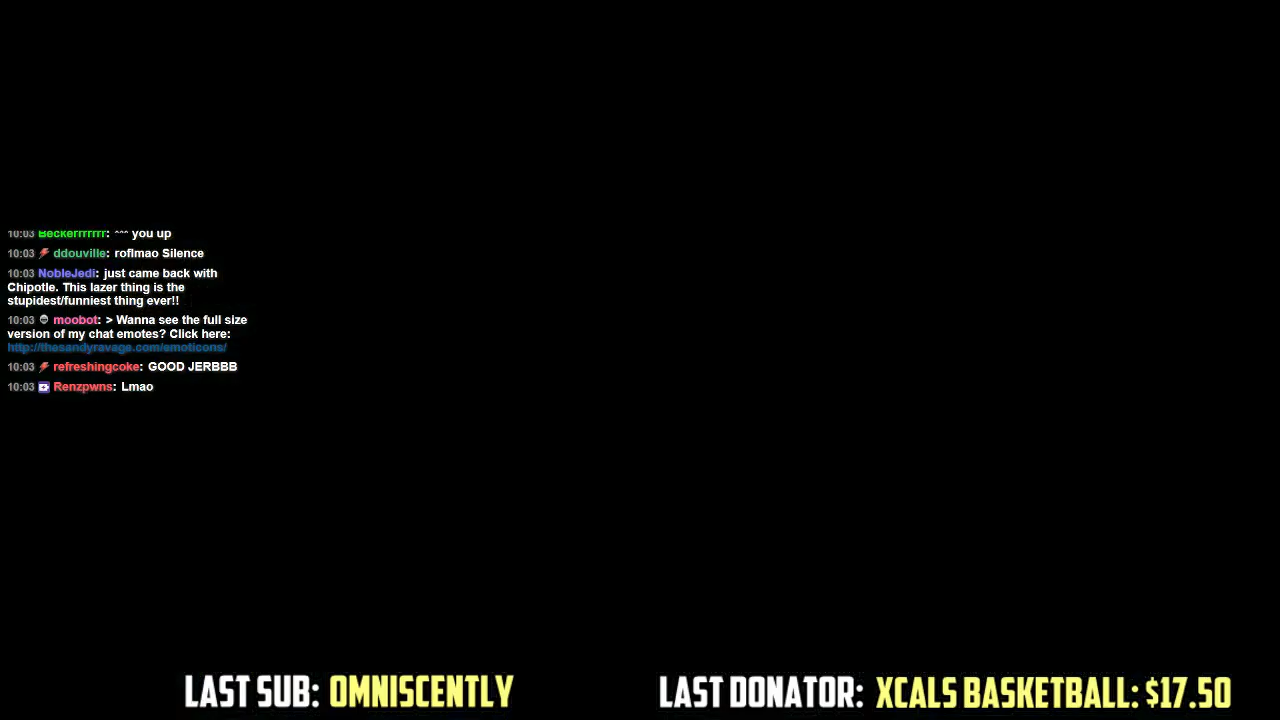 10:03 Beckerrrrrrr: *** you up
10:03 ddouville: roflmao Silence
10:03 NobleJedi: just came back with
Chipotle. This lazer thing is the
stupidest/funniest thing ever!!
10:03 moobot: > Wanna see the full size
version of my chat emotes? Click here:
http://thesandyravage.com/emoticons/
10:03 refreshingcoke: GOOD JERBBB
10:03 Renzpwns: Lmao
LAST SUB: OMNISCENTLY
LAST DONATOR: XCALS BASKETBALL: $17.50